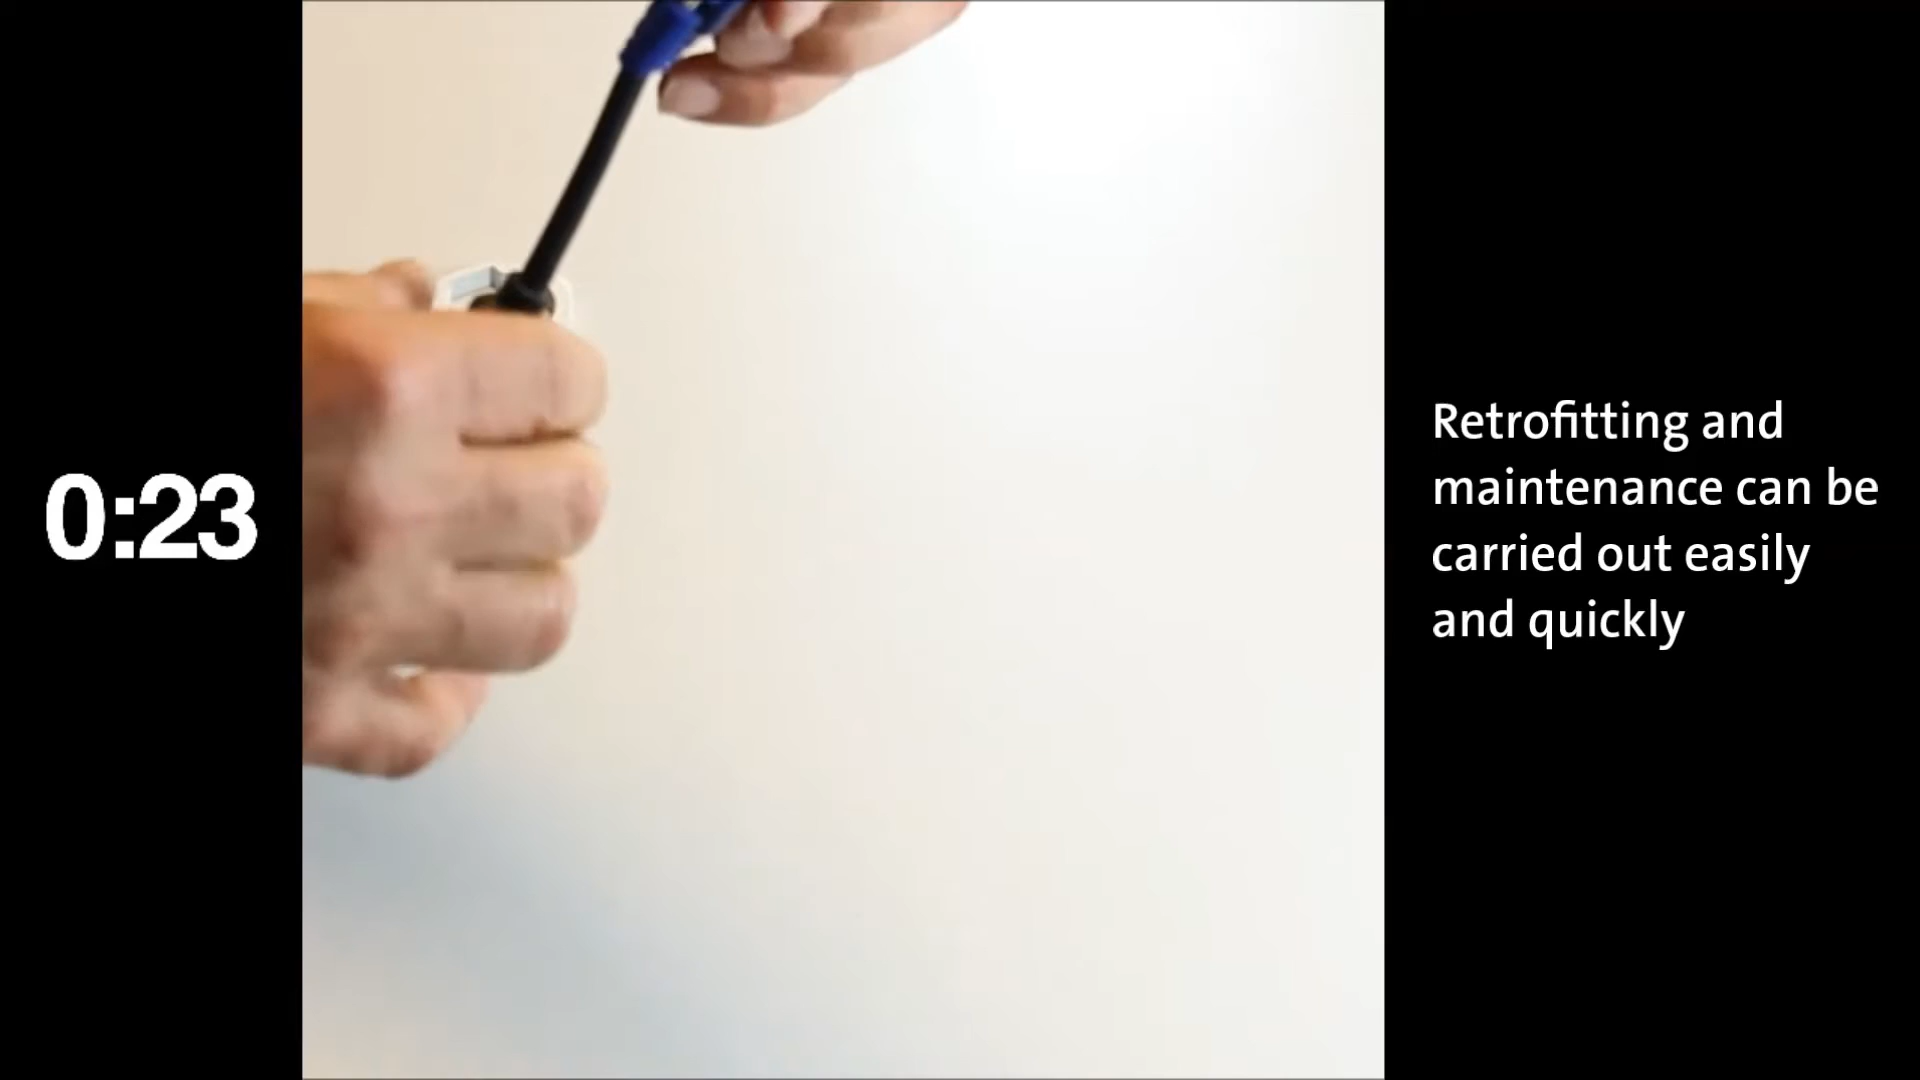 0:23
Retrofitting and
maintenance can be
carried out easily
and quickly